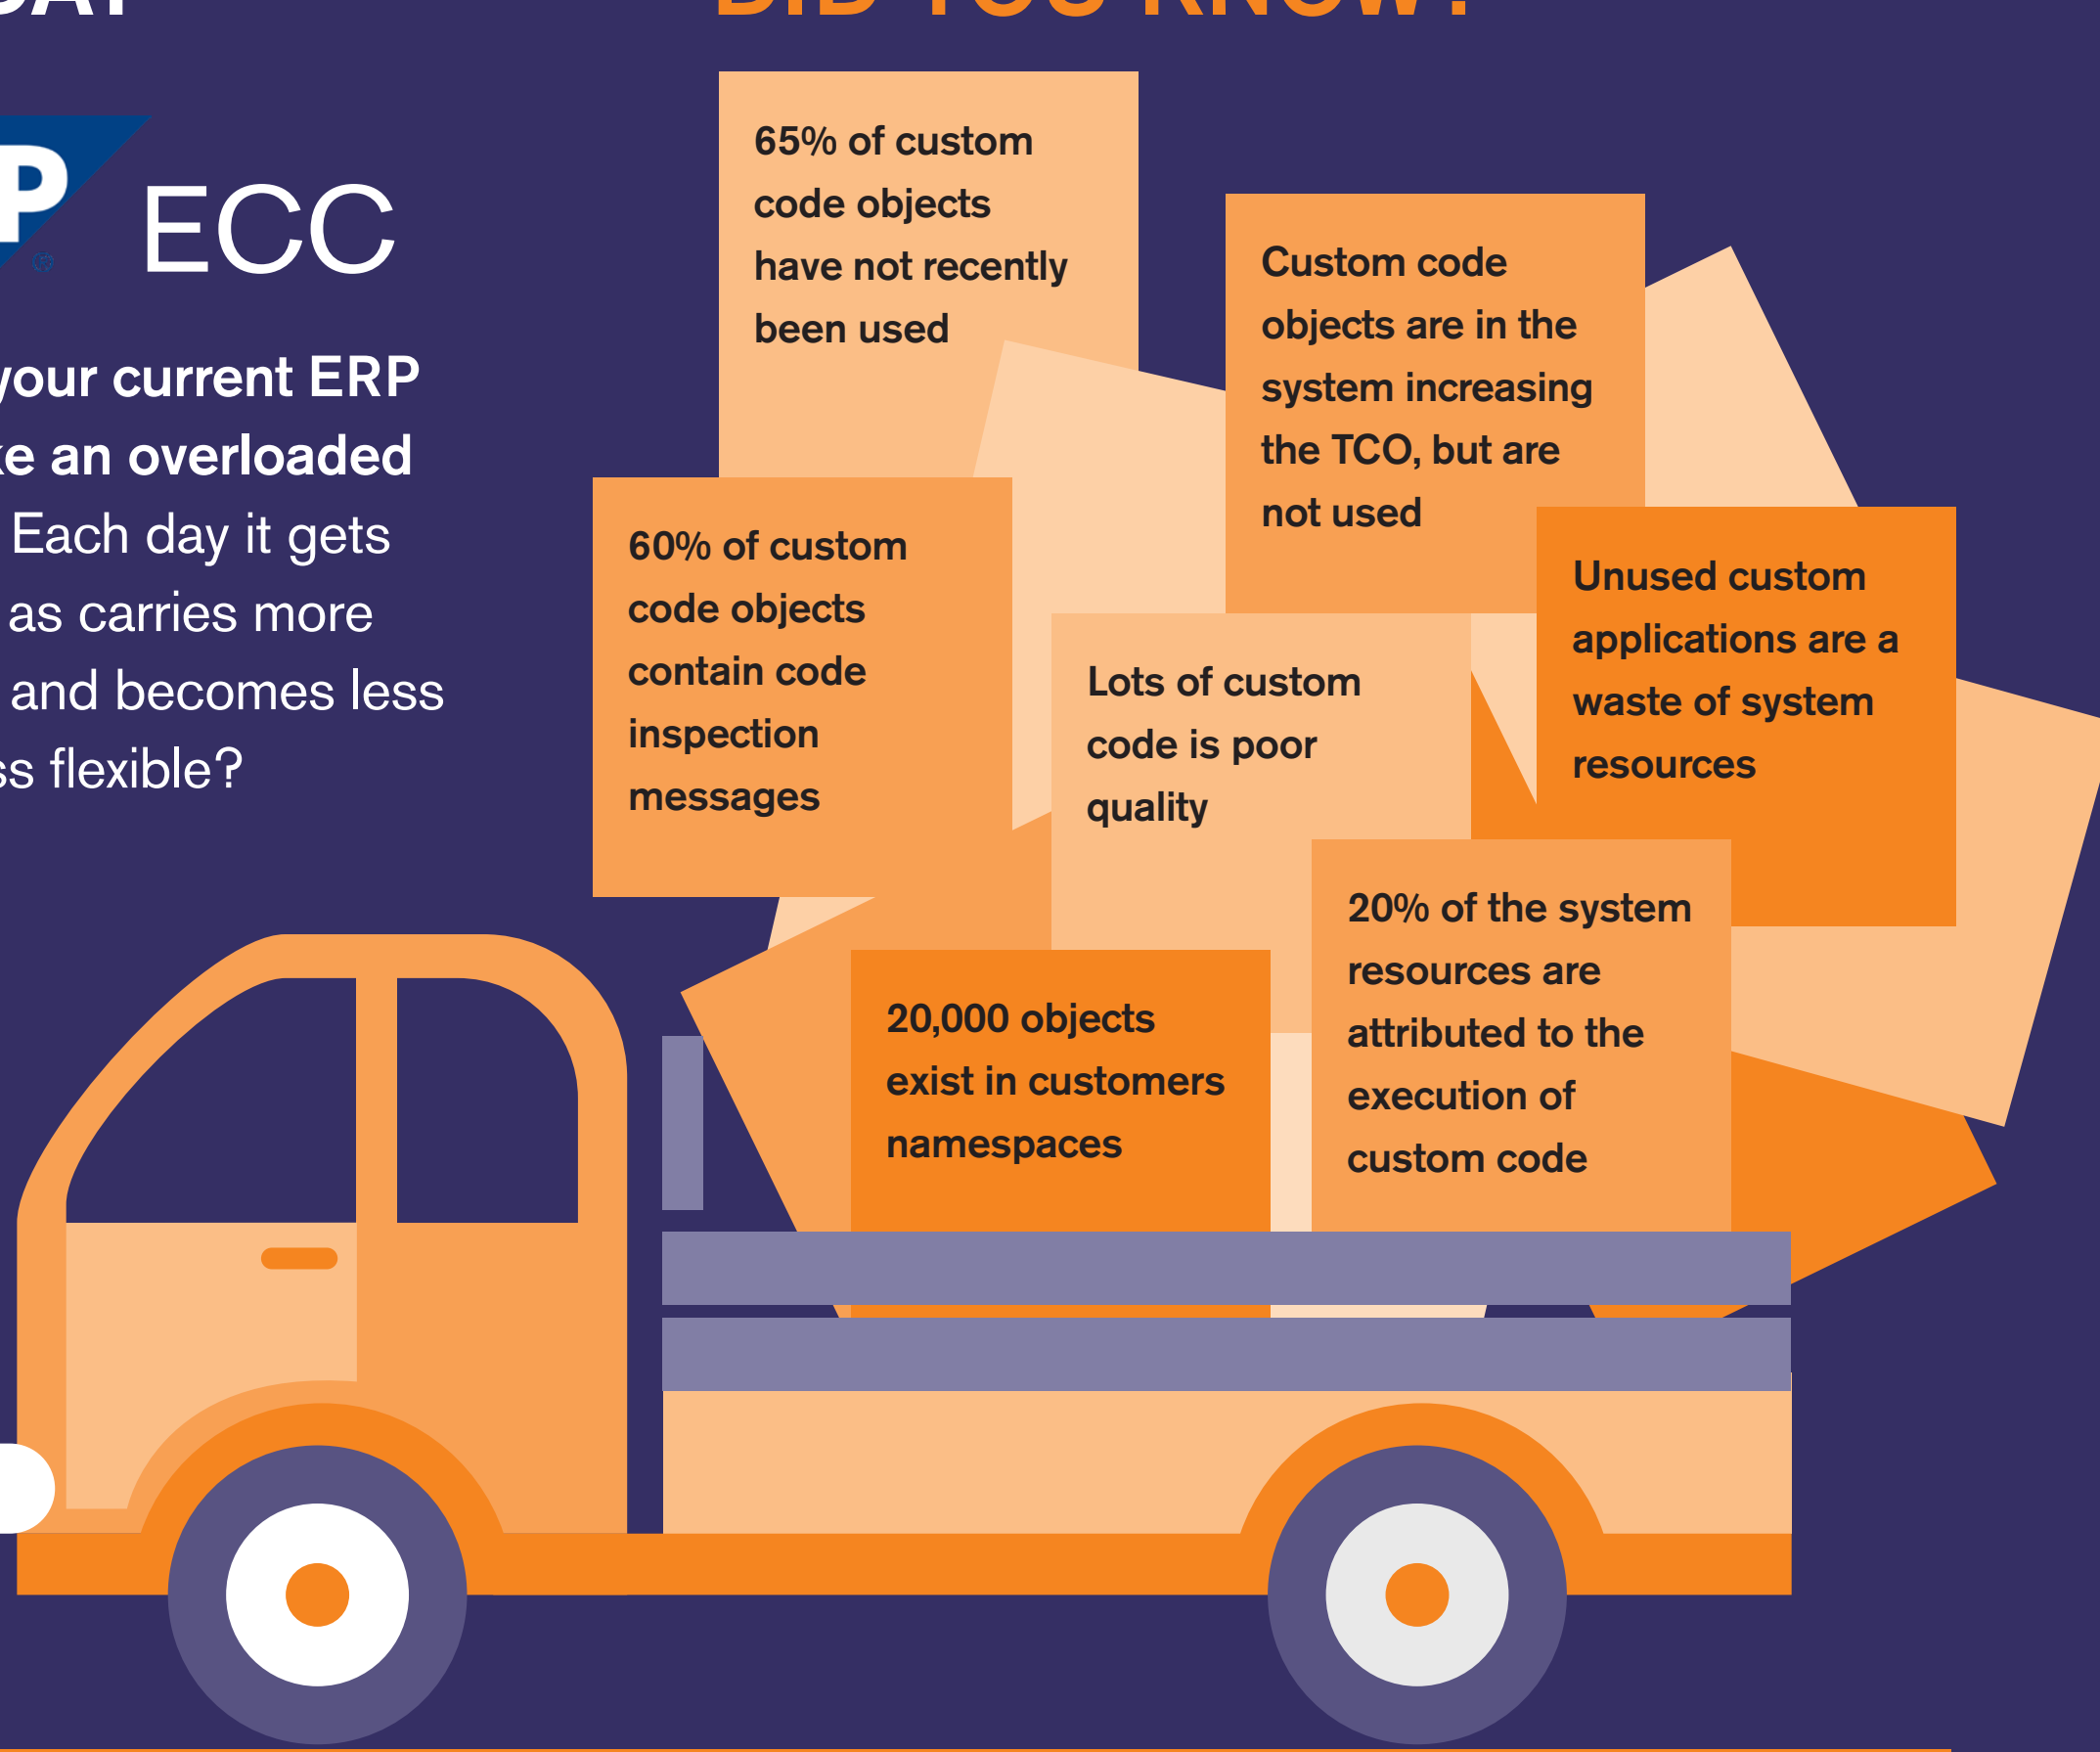 DID YOU KNOW?
P
®
ECC
your current ERP
an overloaded
Each day it gets
as carries more
and becomes less
flexible?
65% of custom
code objects
have not recently
been used
Custom code
objects are in the
system increasing
the TCO, but are
not used
60% of custom
code objects
contain code
inspection
messages
Lots of custom
code is poor
quality
Unused custom
applications are a
waste of system
resources
20,000 objects
exist in customers
namespaces
20% of the system
resources are
attributed to the
execution of
custom code